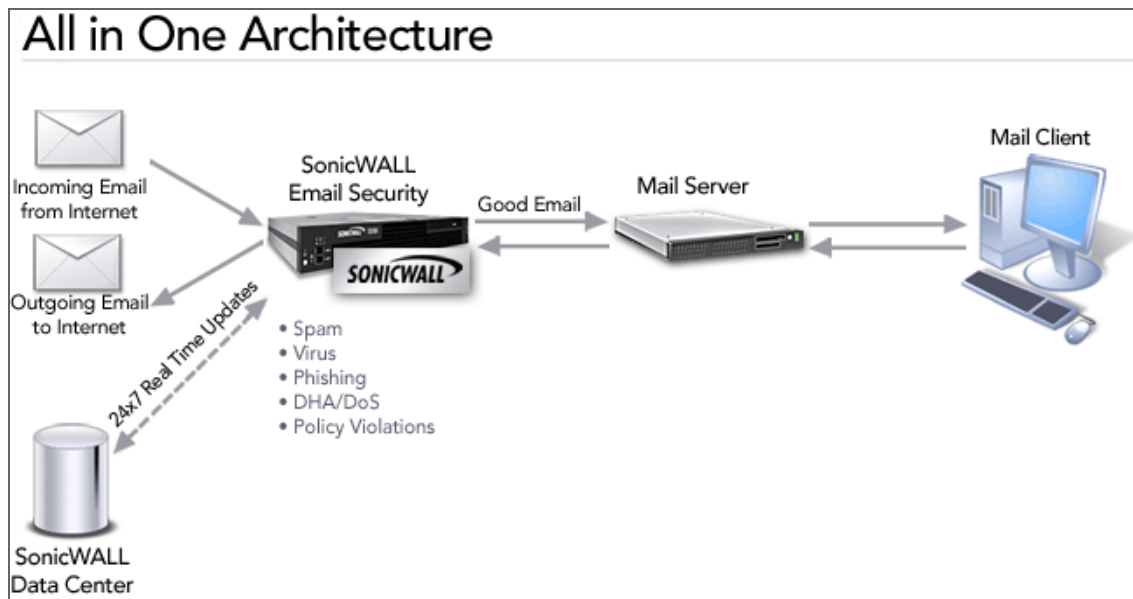 All in One Architecture
Incoming Email
from Internet
Outgoing Email
to Internet
24x7 Real Time Updates
SonicWALL
Data Center
SonicWALL
Email Security
SONICWALL
SONICWALL
• Spam
• Virus
• Phishing
• DHA/DoS
• Policy Violations
Good Email
Mail Server
Mail Client